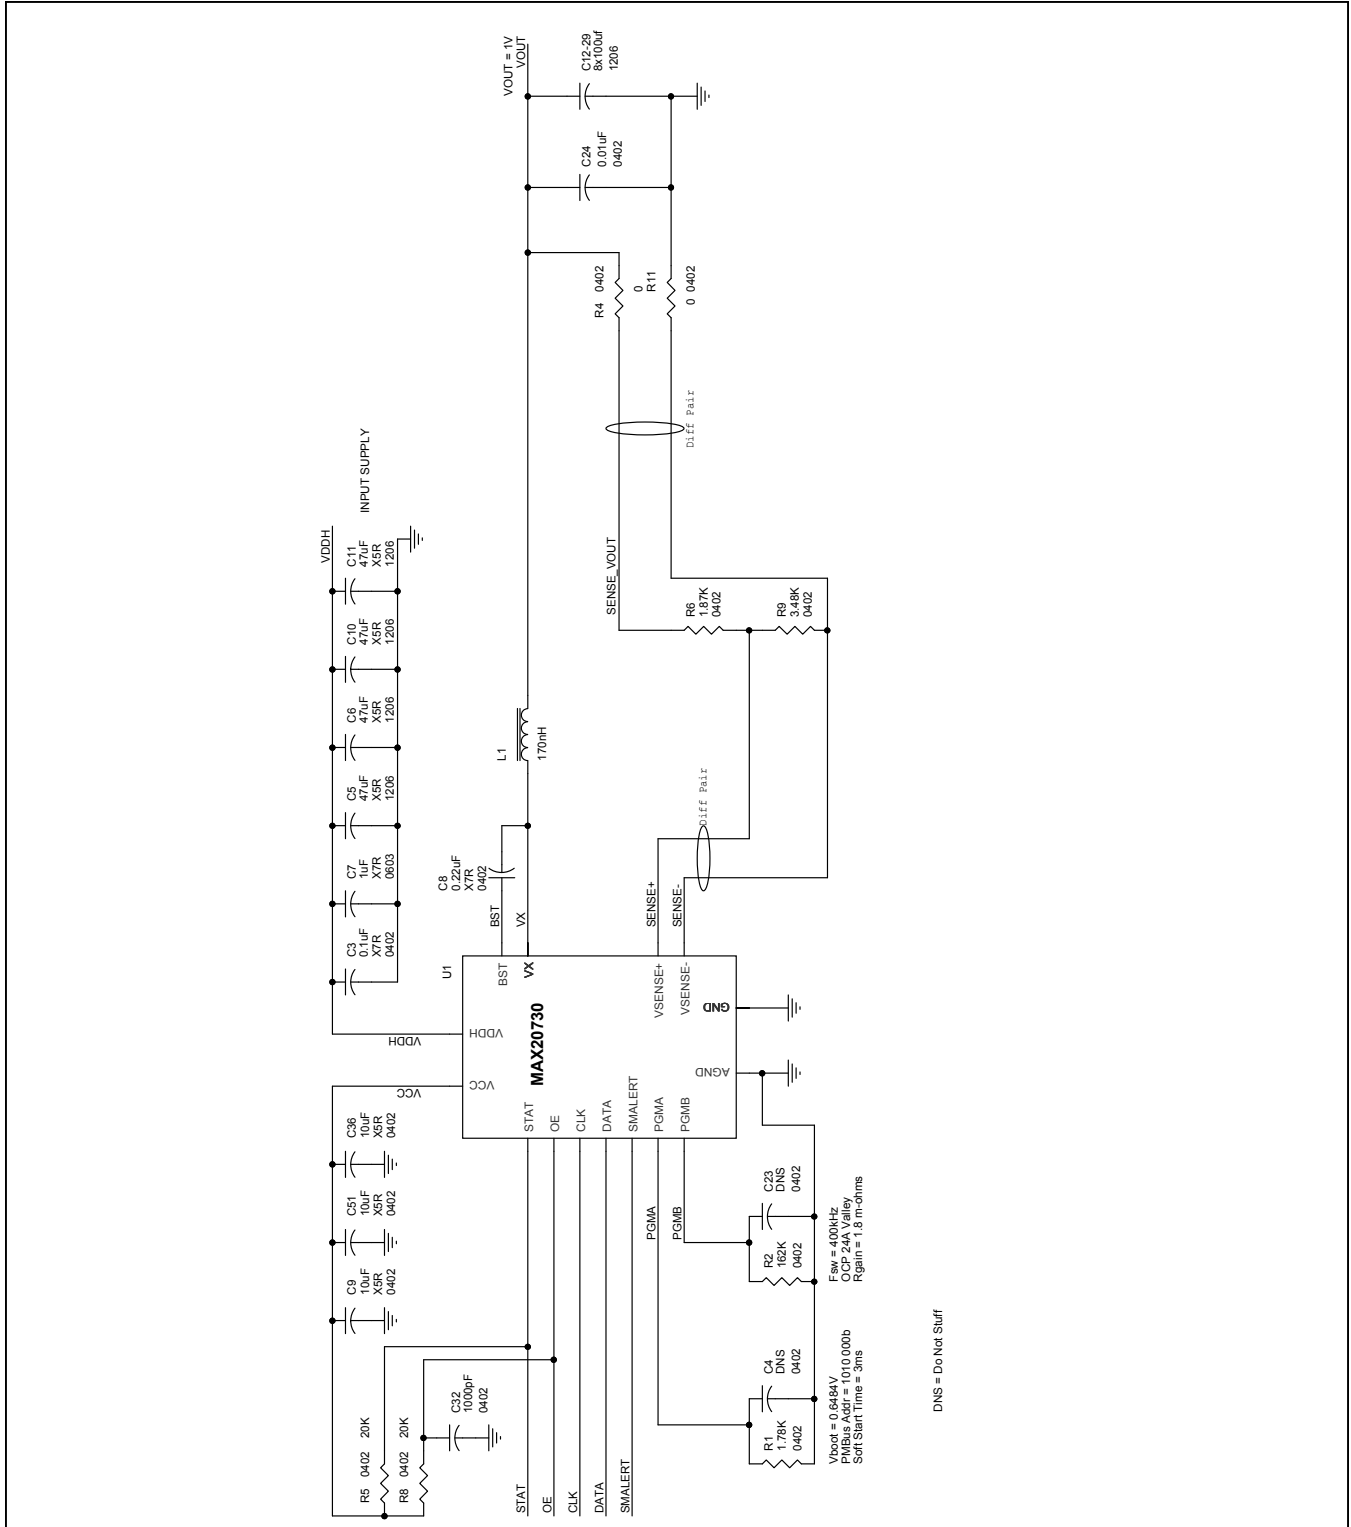 VOUT = 1V
VOUT
C12-29
8x100uf
1206
C24
0.01uF
0402
R4 0402
0
R11
0 0402
Diff Pair
INPUT SUPPLY
VDDH
C11
47uF
X5R
1206
C10
47uF
X5R
1206
C6
47uF
X5R
1206
C5
47uF
X5R
1206
C7
1uF
X7R
0603
C3
0.1uF
X7R
0402
SENSE_VOUT
R6
1.87K
0402
R9
3.48K
0402
L1
170nH
Diff Pair
C8
0.22uF
X7R
0402
BST
VX
SENSE+
SENSE-
U1
BST
VX
VSENSE+
VSENSE-
VDDH
VDDH
MAX20730
GND
VCC
VCC
AGND
STAT
OE
CLK
DATA
SMALERT
PGMA
PGMB
C36
10uF
X5R
0402
C51
10uF
X5R
0402
C9
10uF
X5R
0402
PGMA
PGMB
C23
DNS
0402
R2
162K
0402
Fsw = 400kHz
OCP 24A Valley
Rgain = 1.8 m-ohms
C4
DNS
0402
R1
1.78K
0402
Vboot = 0.6484V
PMBus Addr = 1010 000b
Soft Start Time = 3ms
C32
1000pF
0402
R5 0402 20K
R8 0402 20K
STAT
OE
CLK
DATA
SMALERT
DNS = Do Not Stuff